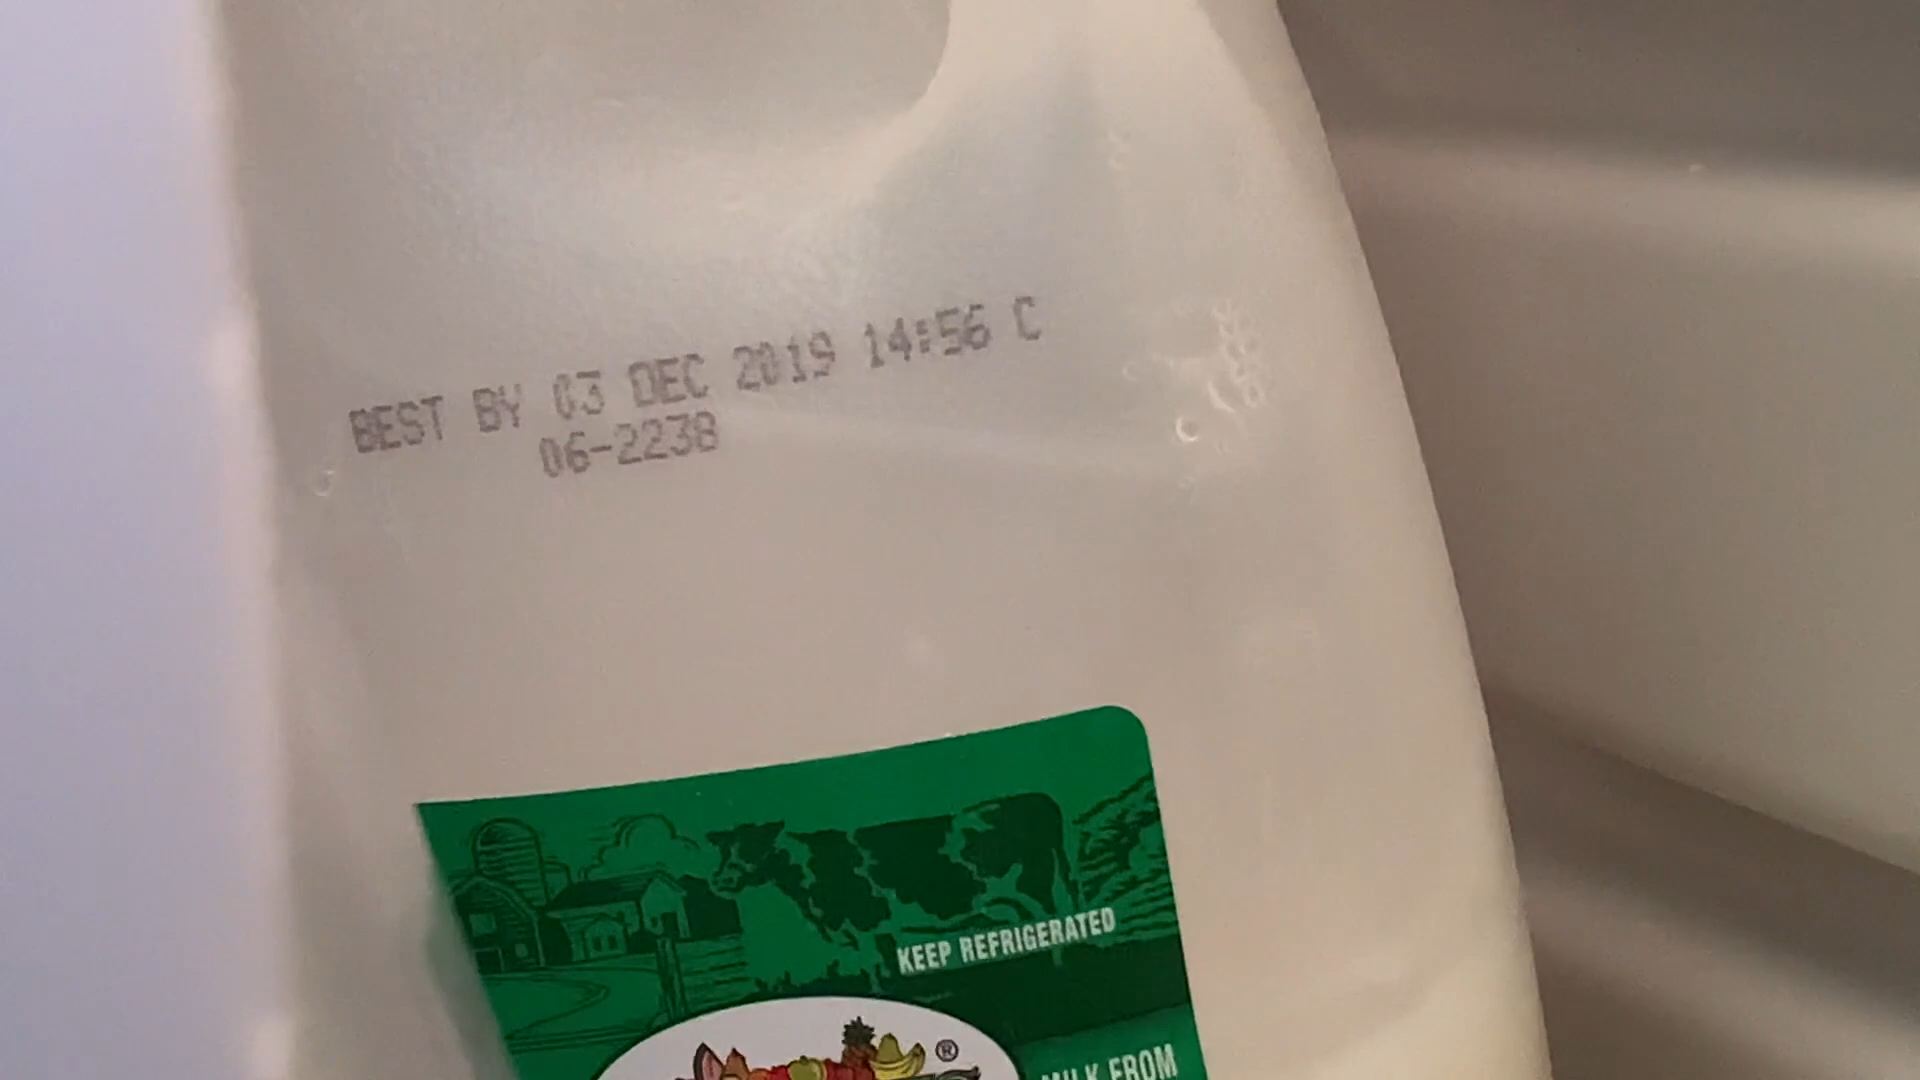 BEST BY 03 DEC 2019 14:56 C
06-2238
KEEP REFRIGERATED
®
MILK FROM